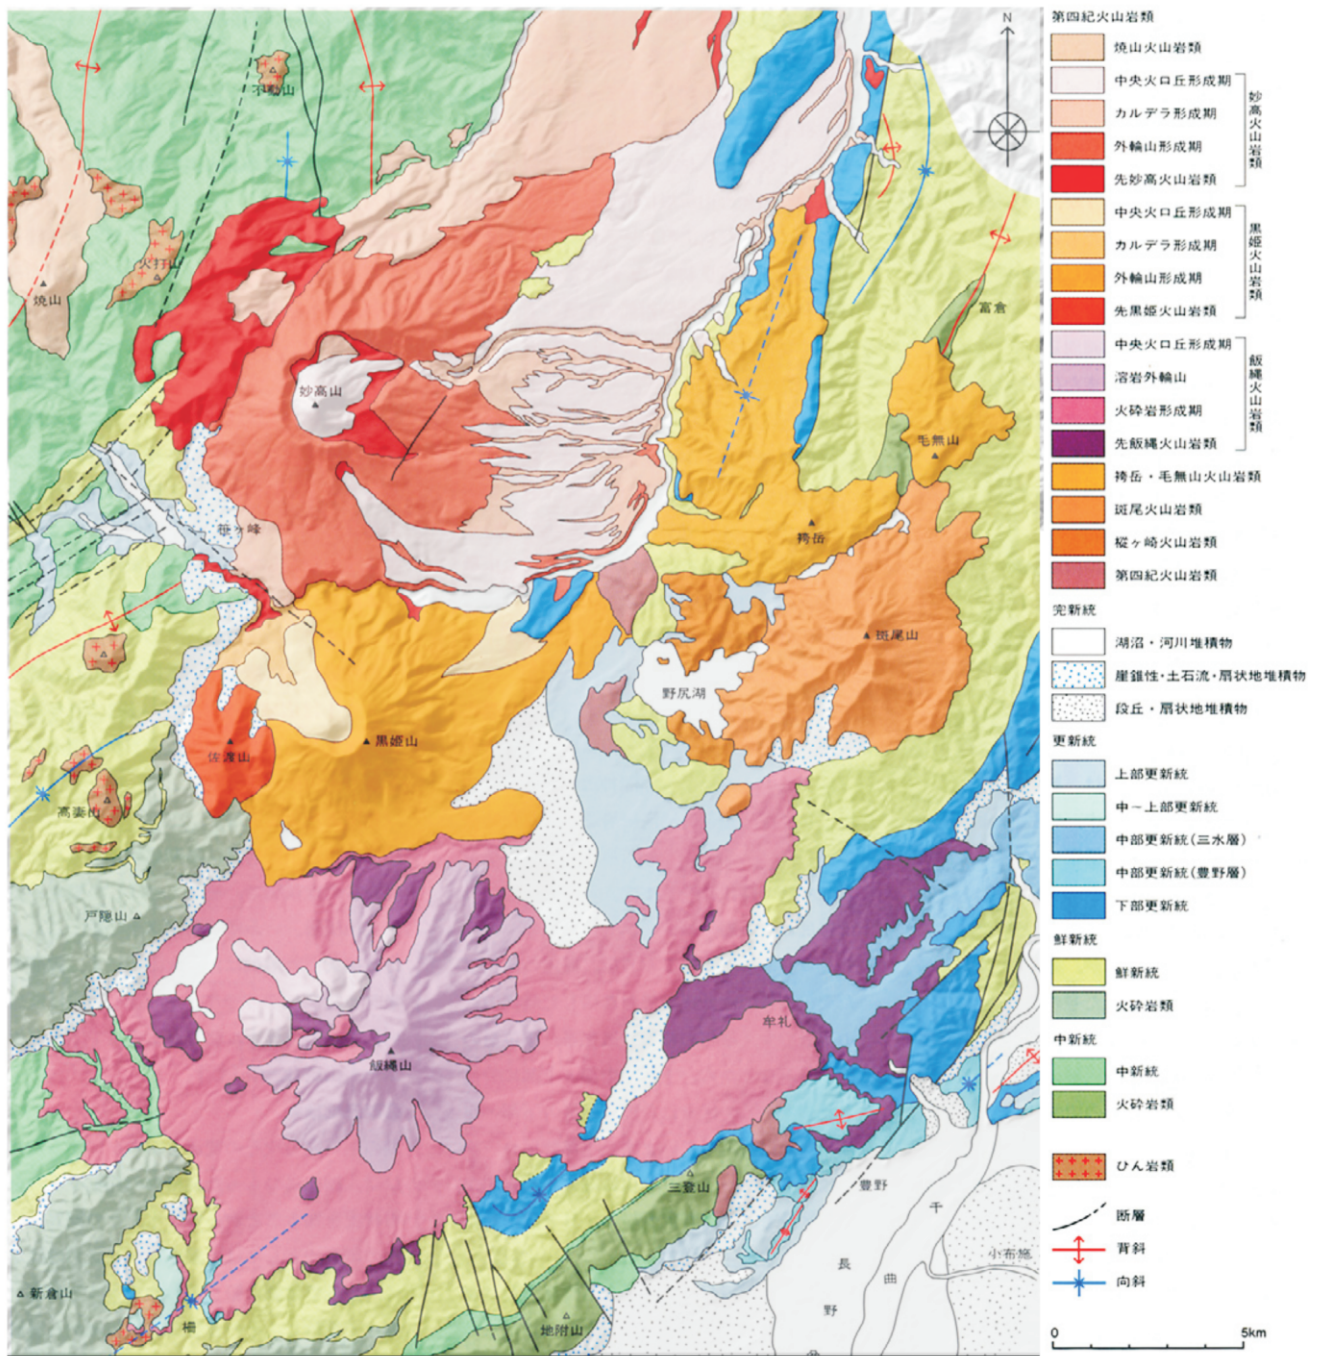 N
不動山
火打山
焼山
妙高山
笹ヶ峰
富倉
毛無山
袴岳
斑尾山
野尻湖
黒姫山
佐渡山
高妻山
戸隠山
飯縄山
牟礼
三登山
豊野
千
曲
小布施
長
野
盆
地附山
新倉山
柵
第四紀火山岩類
焼山火山岩類
中央火口丘形成期
カルデラ形成期
外輪山形成期
先妙高火山岩類
妙高火山岩類
中央火口丘形成期
カルデラ形成期
外輪山形成期
先黒姫火山岩類
黒姫火山岩類
中央火口丘形成期
溶岩外輪山
火砕岩形成期
先飯縄火山岩類
飯縄火山岩類
袴岳・毛無山火山岩類
斑尾火山岩類
樅ヶ崎火山岩類
第四紀火山岩類
完新統
湖沼・河川堆積物
崖錐性・土石流・扇状地堆積物
段丘・扇状地堆積物
更新統
上部更新統
中−上部更新統
中部更新統(三水層)
中部更新統(豊野層)
下部更新統
鮮新統
鮮新統
火砕岩類
中新統
中新統
火砕岩類
ひん岩類
断層
背斜
向斜
0 5km